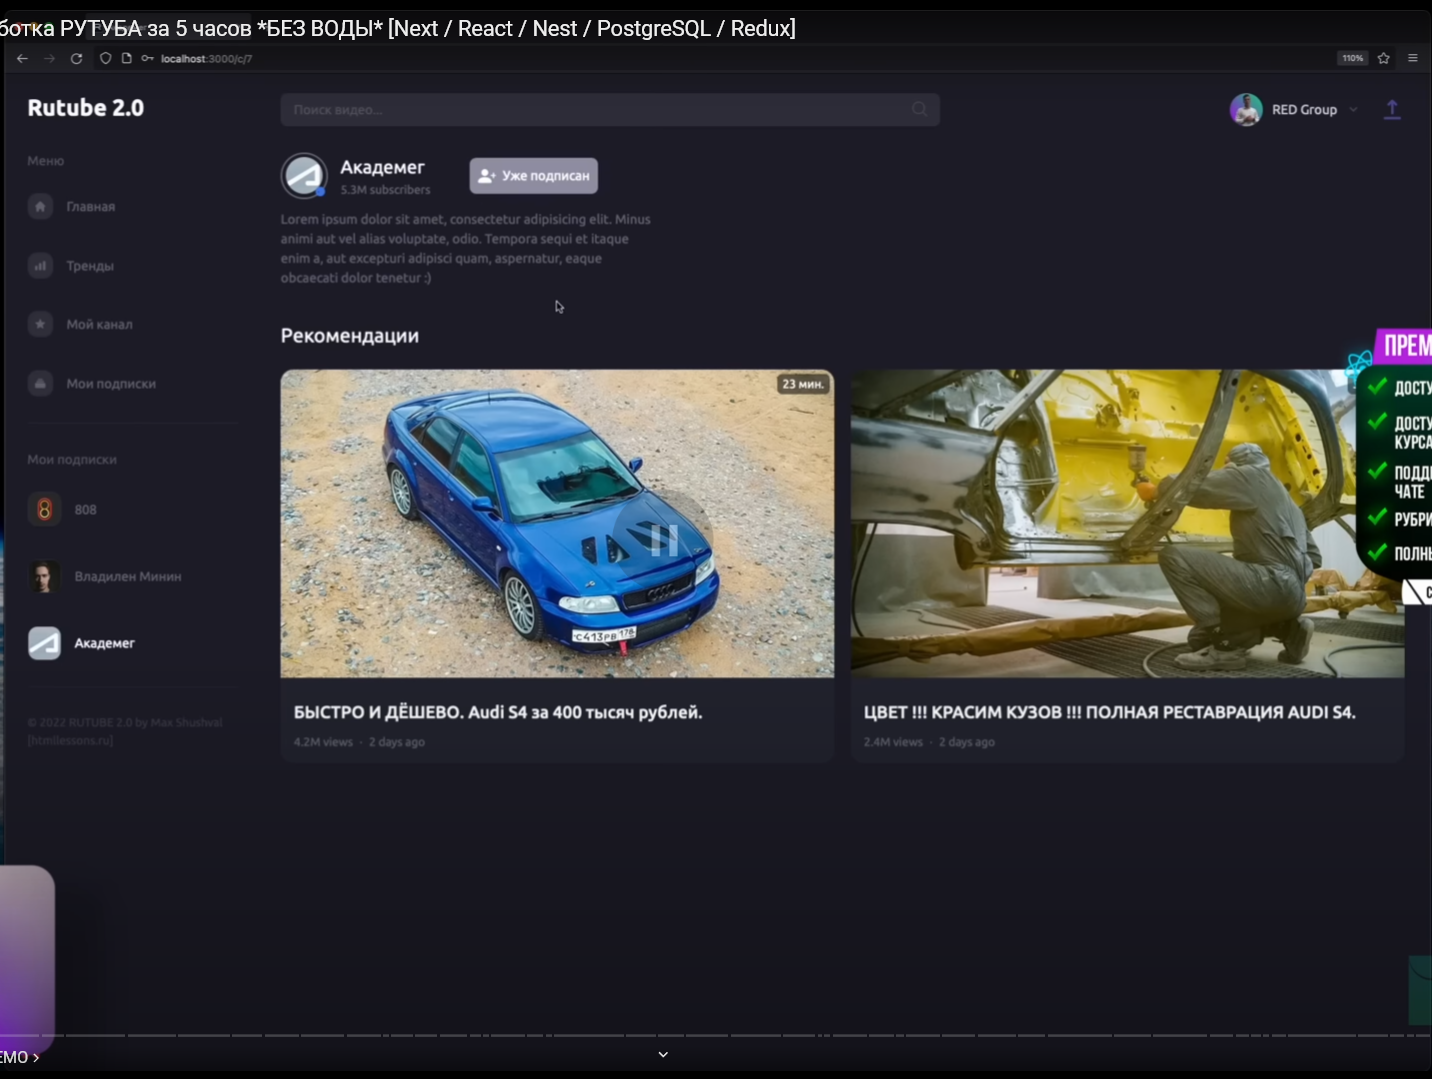 ботка РУТУБА за 5 часов *БЕЗ ВОДЫ* [Next / React / Nest / PostgreSQL / Redux]
localhost:3000/c/7
110%
Rutube 2.0
Поиск видео...
RED Group
Меню
Главная
Тренды
Мой канал
Мои подписки
Академег
5.3M subscribers
Уже подписан
Lorem ipsum dolor sit amet, consectetur adipisicing elit. Minus
animi aut vel alias voluptate, odio. Tempora sequi et itaque
enim a, aut excepturi adipisci quam, aspernatur, eaque
obcaecati dolor tenetur :)
Рекомендации
Мои подписки
808
Владилен Минин
Академег
© 2022 RUTUBE 2.0 by Max Shushval
[htmllessons.ru]
23 мин.
С413РВ 178
БЫСТРО И ДЁШЕВО. Audi S4 за 400 тысяч рублей.
4.2M views · 2 days ago
ЦВЕТ !!! КРАСИМ КУЗОВ !!! ПОЛНАЯ РЕСТАВРАЦИЯ AUDI S4.
2.4M views · 2 days ago
ПРЕМ
ДОСТУ
ДОСТУ
КУРСА
ПОДД
ЧАТЕ
РУБРИ
ПОЛНЫ
ЕМО ›